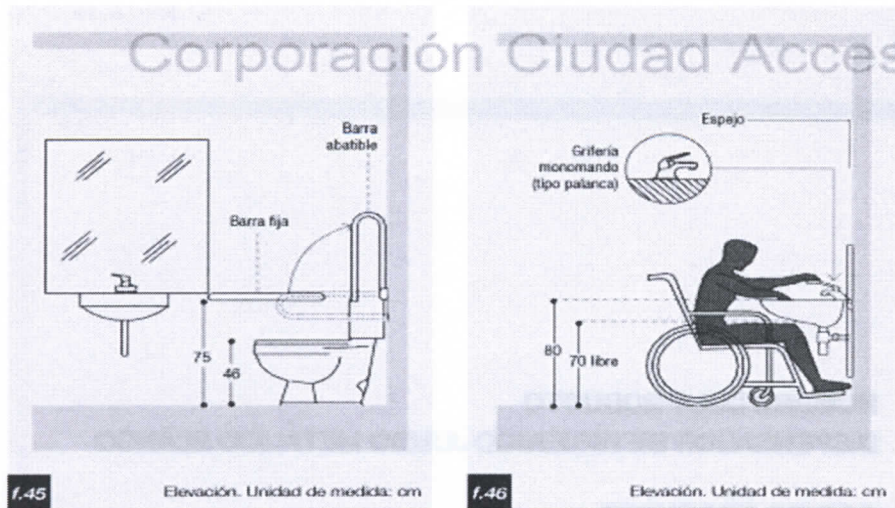 Corporación Ciudad Acces
Barra
abatible
Barra fija
75
46
f.45
Elevación. Unidad de medida: cm
Espejo
Grifería
monomando
(tipo palanca)
80
70 libre
f.46
Elevación. Unidad de medida: cm